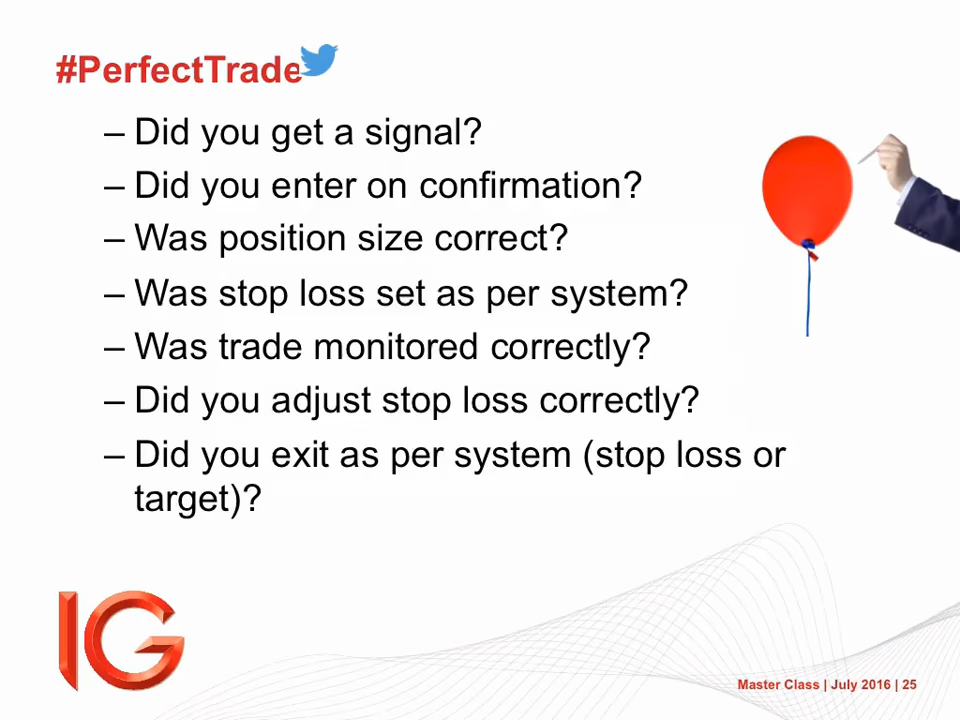 #PerfectTrade
– Did you get a signal?
– Did you enter on confirmation?
– Was position size correct?
– Was stop loss set as per system?
– Was trade monitored correctly?
– Did you adjust stop loss correctly?
– Did you exit as per system (stop loss or
target)?
IG
Master Class | July 2016 | 25